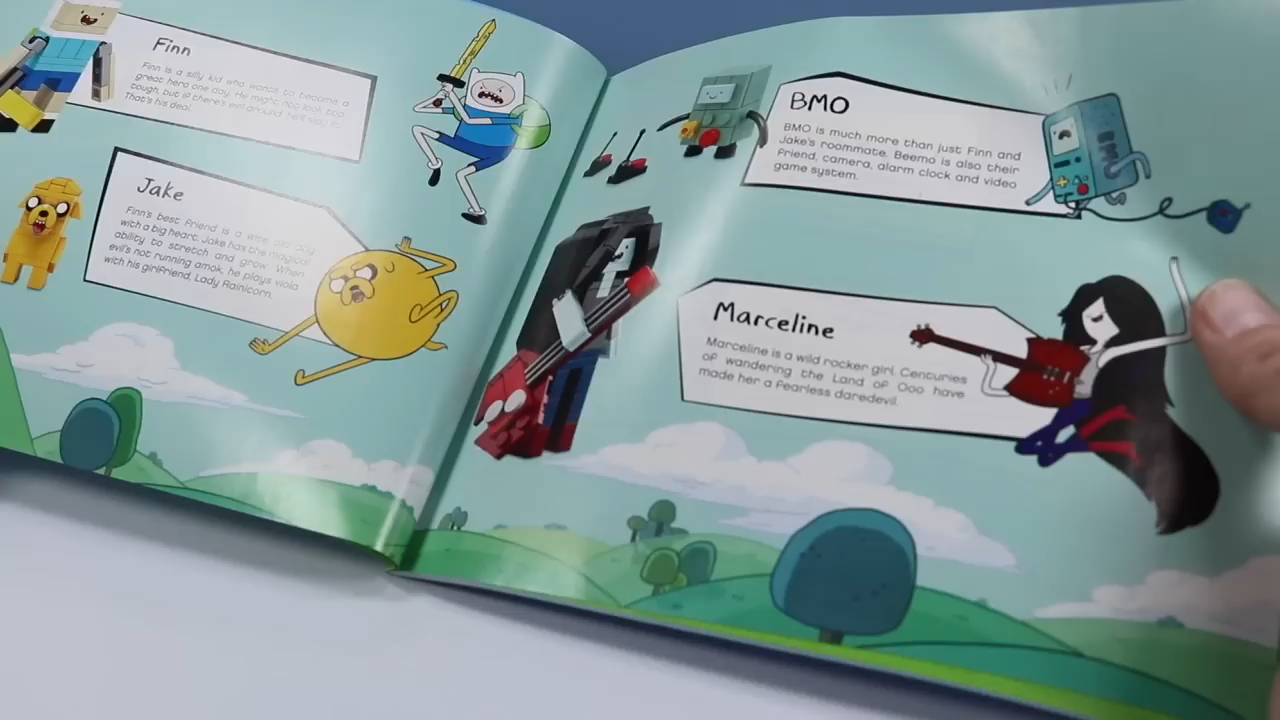 Finn
Finn is a silly kid who wants to become a
great hero one day. He might not look too
tough, but if there's evil around, he'll slay it.
That's his deal.
Jake
Finn's best friend is a wise old dog
with a big heart. Jake has the magical
ability to stretch and grow. When
evil's not running amok, he plays viola
with his girlfriend, Lady Rainicorn.
BMO
BMO is much more than just Finn and
Jake's roommate. Beemo is also their
friend, camera, alarm clock and video
game system.
BMO
Marceline
Marceline is a wild rocker girl. Centuries
of wandering the Land of Ooo have
made her a fearless daredevil.